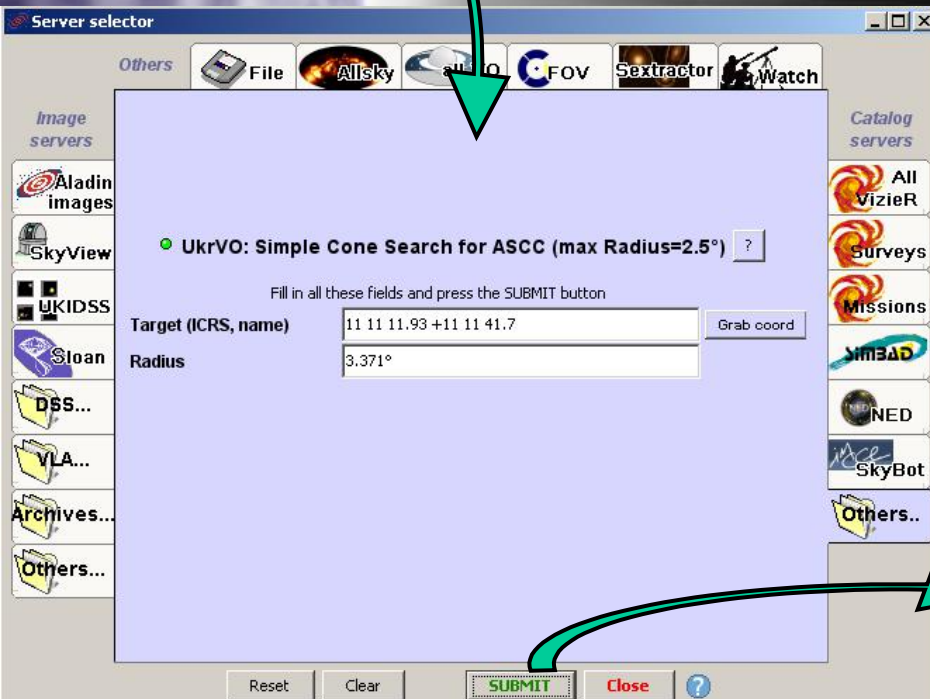 Server selector
Others
File
Allsky
FOV
Sextractor
Watch
Image
servers
Catalog
servers
Aladin
images
SkyView
UKIDSS
Sloan
DSS...
VLA...
Archives...
Others...
UkrVO: Simple Cone Search for ASCC (max Radius=2.5°) ?
Fill in all these fields and press the SUBMIT button
Target (ICRS, name) 11 11 11.93 +11 11 41.7 Grab coord
Radius 3.371°
All
VizieR
Surveys
Missions
SIMBAD
NED
SkyBot
Others..
Reset Clear SUBMIT Close ?